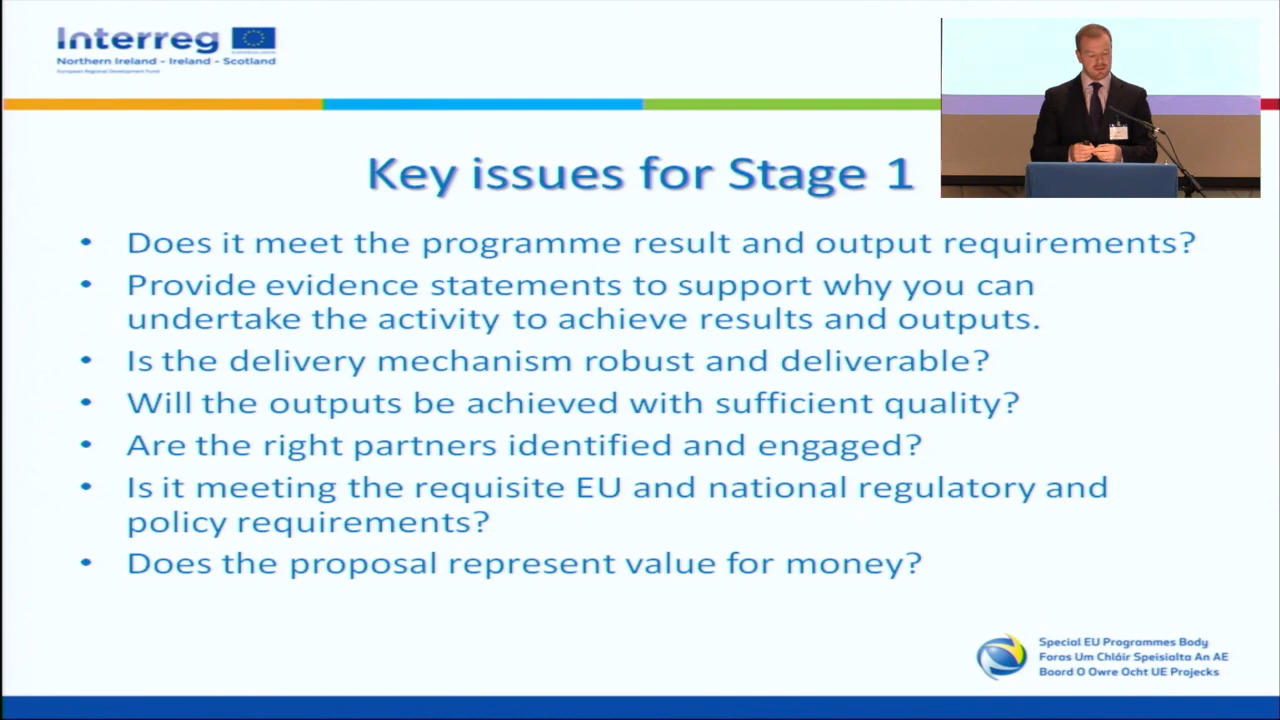 Interreg
Northern Ireland - Ireland - Scotland
European Regional Development Fund
Key issues for Stage 1
• Does it meet the programme result and output requirements?
• Provide evidence statements to support why you can
undertake the activity to achieve results and outputs.
• Is the delivery mechanism robust and deliverable?
• Will the outputs be achieved with sufficient quality?
• Are the right partners identified and engaged?
• Is it meeting the requisite EU and national regulatory and
policy requirements?
• Does the proposal represent value for money?
Special EU Programmes Body
Foras Um Chláir Speisialta An AE
Boord O Owre Ocht UE Projecks